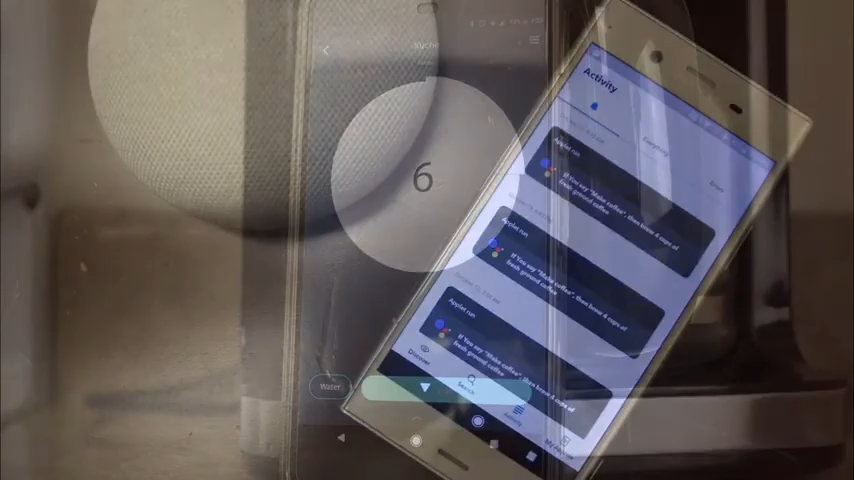 Küche
Activity
Everything
6
Applet run
If You say "Make coffee", then brew 4 cups of
fresh ground coffee
Applet run
If You say "Make coffee", then brew 4 cups of
fresh ground coffee
Applet run
If You say "Make coffee", then brew 4 cups of
fresh ground coffee
Discover
Search
Activity
Water